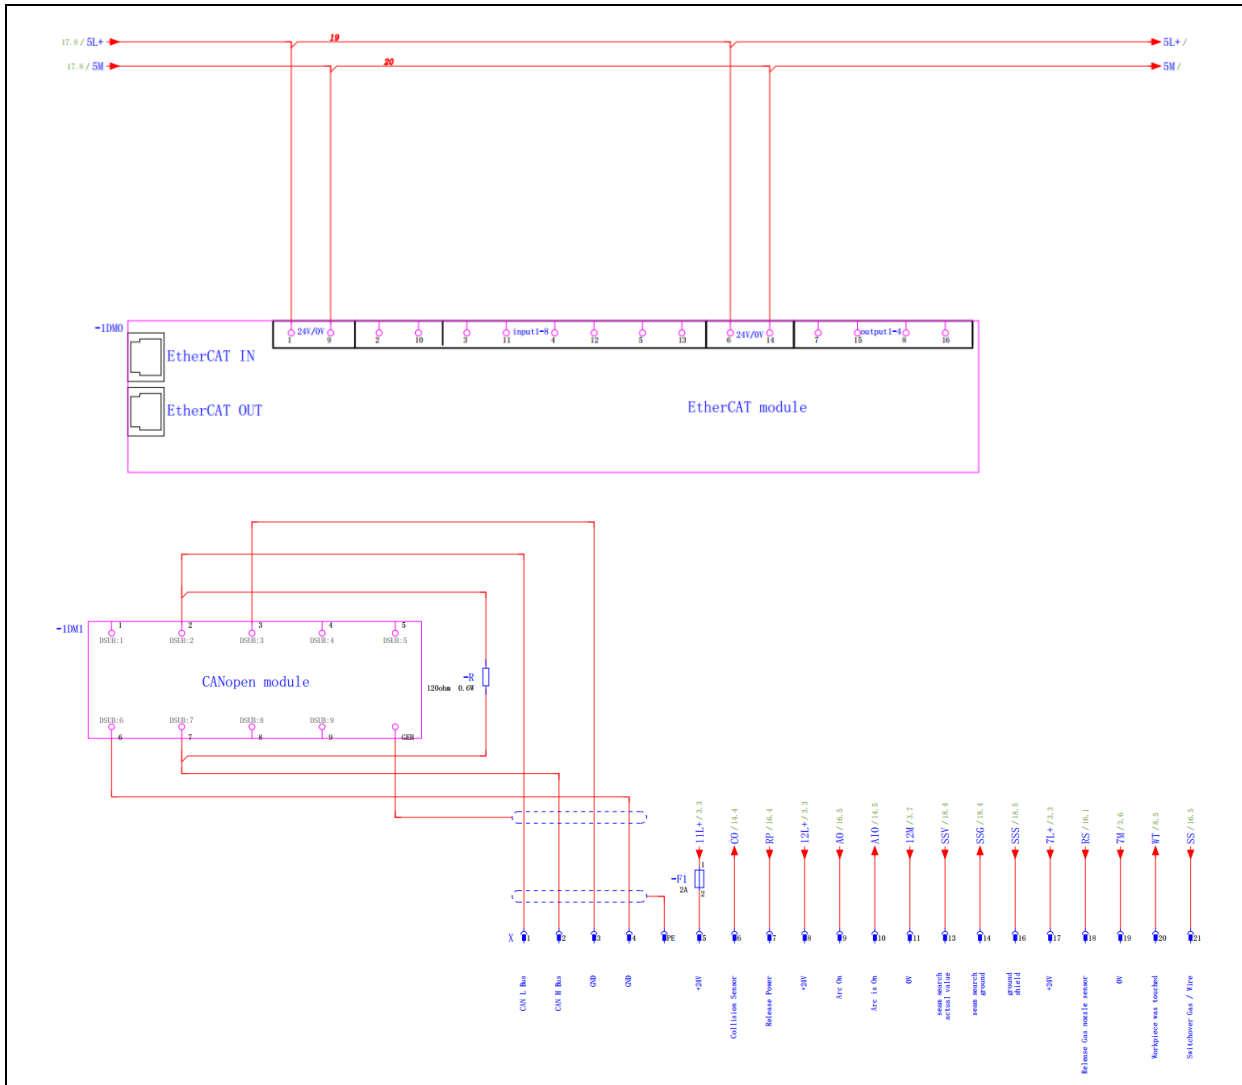 17.8 / 5L+
19
5L+ /
17.8 / 5M
20
5M /
-1DM0
24V/0V
input1-8
24V/0V
output1-4
1 9 2 10 3 11 4 12 5 13 6 14 7 15 8 16
EtherCAT IN
EtherCAT OUT
EtherCAT module
-1DM1
1 2 3 4 5
DSUB:1 DSUB:2 DSUB:3 DSUB:4 DSUB:5
CANopen module
-R
120ohm 0.6W
DSUB:6 DSUB:7 DSUB:8 DSUB:9
6 7 8 9 GEH
11L+ / 3.3
CO / 14.4
RP / 16.4
12L+ / 3.3
AO / 16.5
AIO / 14.5
12M / 3.7
SSV / 18.4
SSG / 18.4
SSS / 18.5
7L+ / 3.3
RS / 16.1
7M / 3.6
WT / 8.5
SS / 16.5
-F1
2A
1
2
X 1 2 3 4 PE 5 6 7 8 9 10 11 13 14 16 17 18 19 20 21
CAN L Bus
CAN H Bus
GND
GND
+24V
Collision Sensor
Release Power
+24V
Arc On
Arc is On
0V
seam search
actual value
seam search
ground
ground
shield
+24V
Release Gas nozzle sensor
0V
Workpiece was touched
Switchover Gas / Wire